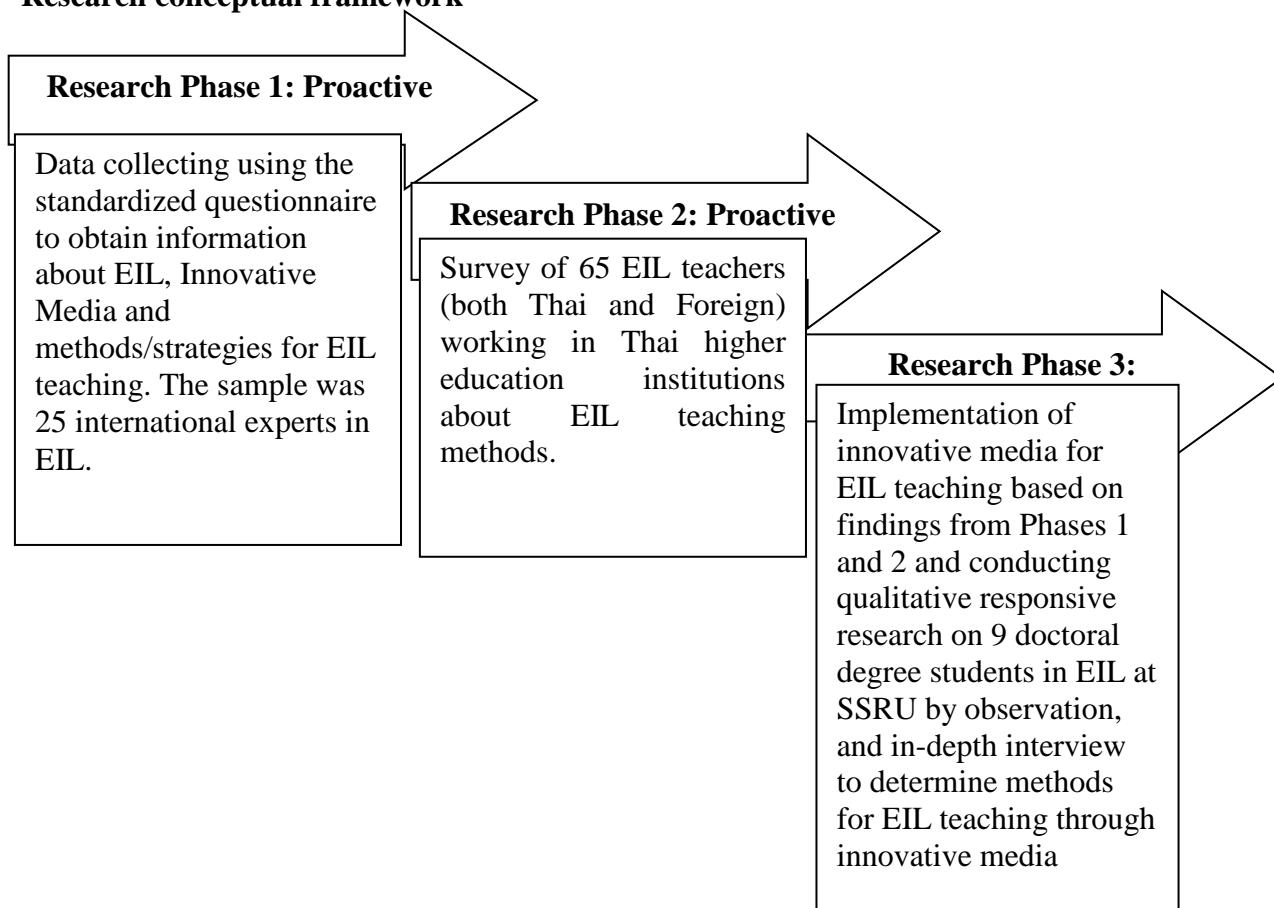 Research conceptual framework
Research Phase 1: Proactive
Data collecting using the
standardized questionnaire
to obtain information
about EIL, Innovative
Media and
methods/strategies for EIL
teaching. The sample was
25 international experts in
EIL.
Research Phase 2: Proactive
Survey of 65 EIL teachers
(both Thai and Foreign)
working in Thai higher
education institutions
about EIL teaching
methods.
Research Phase 3:
Implementation of
innovative media for
EIL teaching based on
findings from Phases 1
and 2 and conducting
qualitative responsive
research on 9 doctoral
degree students in EIL at
SSRU by observation,
and in-depth interview
to determine methods
for EIL teaching through
innovative media